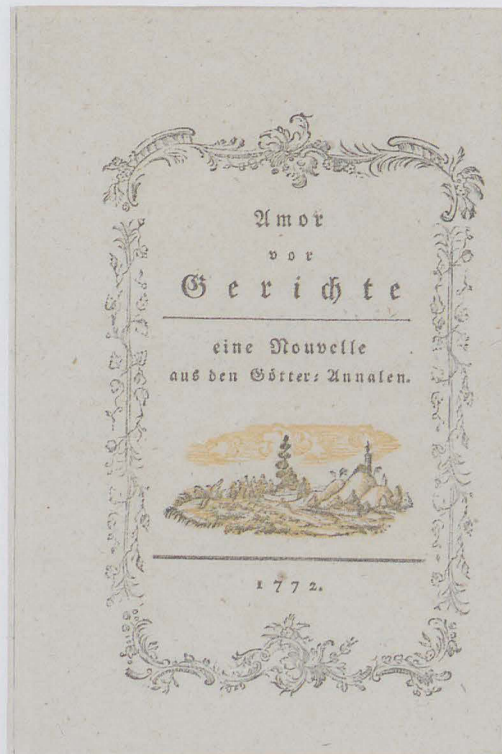 Amor
vor
Gerichte
eine Nouvelle
aus den Götter-Annalen.
1772.